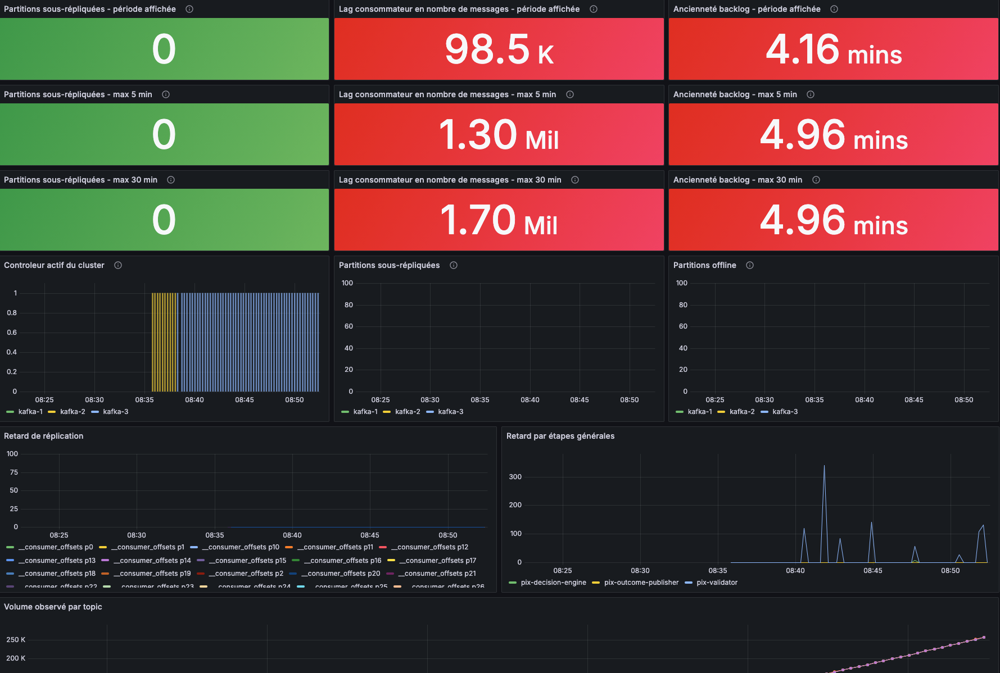 Partitions sous-répliquées - période affichée
Lag consommateur en nombre de messages - période affichée
Ancienneté backlog - période affichée
0
98.5 K
4.16 mins
Partitions sous-répliquées - max 5 min
Lag consommateur en nombre de messages - max 5 min
Ancienneté backlog - max 5 min
0
1.30 Mil
4.96 mins
Partitions sous-répliquées - max 30 min
Lag consommateur en nombre de messages - max 30 min
Ancienneté backlog - max 30 min
0
1.70 Mil
4.96 mins
Controleur actif du cluster
1
0.8
0.6
0.4
0.2
0
08:25 08:30 08:35 08:40 08:45 08:50
kafka-1 kafka-2 kafka-3
Partitions sous-répliquées
100
80
60
40
20
0
08:25 08:30 08:35 08:40 08:45 08:50
kafka-1 kafka-2 kafka-3
Partitions offline
100
80
60
40
20
0
08:25 08:30 08:35 08:40 08:45 08:50
kafka-1 kafka-2 kafka-3
Retard de réplication
100
75
50
25
0
08:25 08:30 08:35 08:40 08:45 08:50
__consumer_offsets p0 __consumer_offsets p1 __consumer_offsets p10 __consumer_offsets p11 __consumer_offsets p12
__consumer_offsets p13 __consumer_offsets p14 __consumer_offsets p15 __consumer_offsets p16 __consumer_offsets p17
__consumer_offsets p18 __consumer_offsets p19 __consumer_offsets p2 __consumer_offsets p20 __consumer_offsets p21
__consumer_offsets p22 __consumer_offsets p23 __consumer_offsets p24 __consumer_offsets p25 __consumer_offsets p26
Retard par étapes générales
300
200
100
0
08:25 08:30 08:35 08:40 08:45 08:50
pix-decision-engine pix-outcome-publisher pix-validator
Volume observé par topic
250 K
200 K